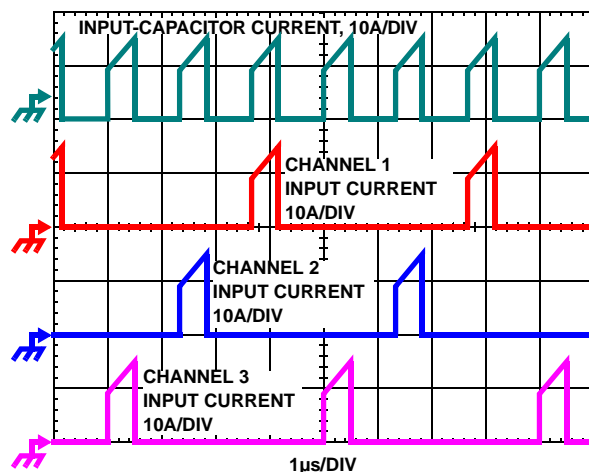 INPUT-CAPACITOR CURRENT, 10A/DIV
CHANNEL 1
INPUT CURRENT
10A/DIV
CHANNEL 2
INPUT CURRENT
10A/DIV
CHANNEL 3
INPUT CURRENT
10A/DIV
1µs/DIV